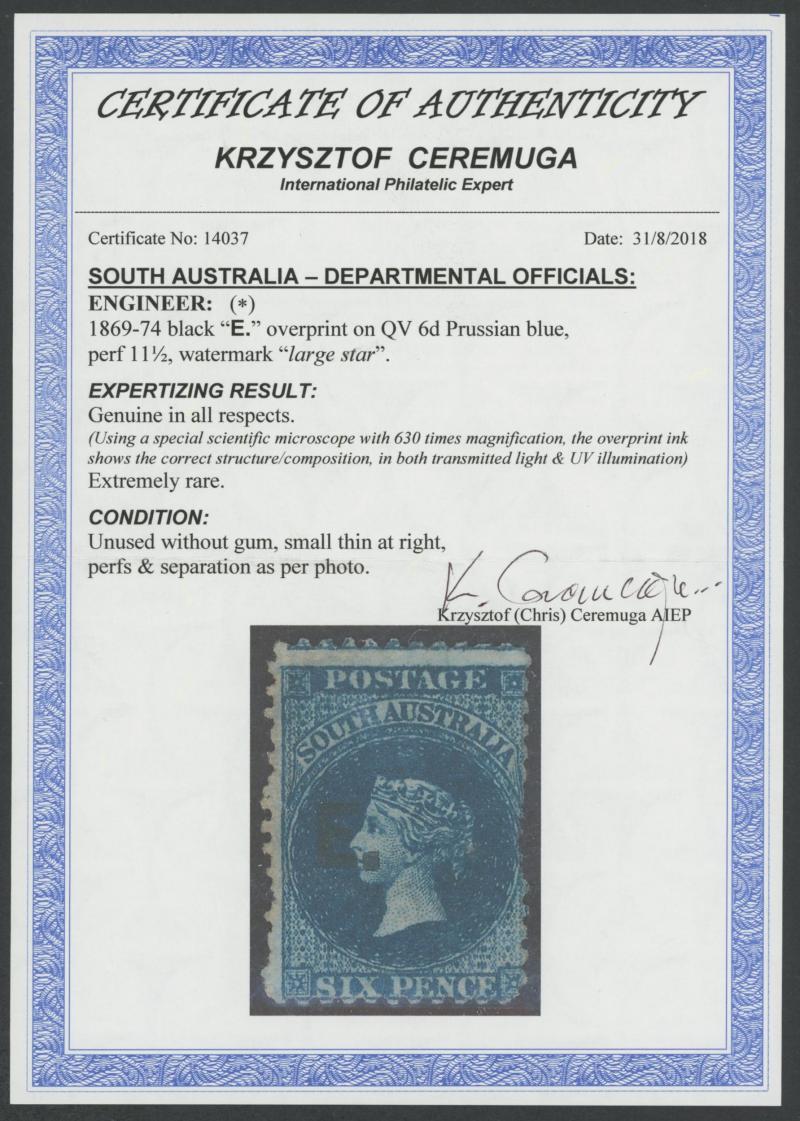 CERTIFICATE OF AUTHENTICITY
KRZYSZTOF CEREMUGA
International Philatelic Expert
Certificate No: 14037 Date: 31/8/2018
SOUTH AUSTRALIA – DEPARTMENTAL OFFICIALS:
ENGINEER: (*)
1869-74 black “E.” overprint on QV 6d Prussian blue,
perf 11½, watermark “large star”.
EXPERTIZING RESULT:
Genuine in all respects.
(Using a special scientific microscope with 630 times magnification, the overprint ink
shows the correct structure/composition, in both transmitted light & UV illumination)
Extremely rare.
CONDITION:
Unused without gum, small thin at right,
perfs & separation as per photo.
K. Ceremuga
Krzysztof (Chris) Ceremuga AIEP
POSTAGE
SOUTH AUSTRALIA
E.
SIX PENCE